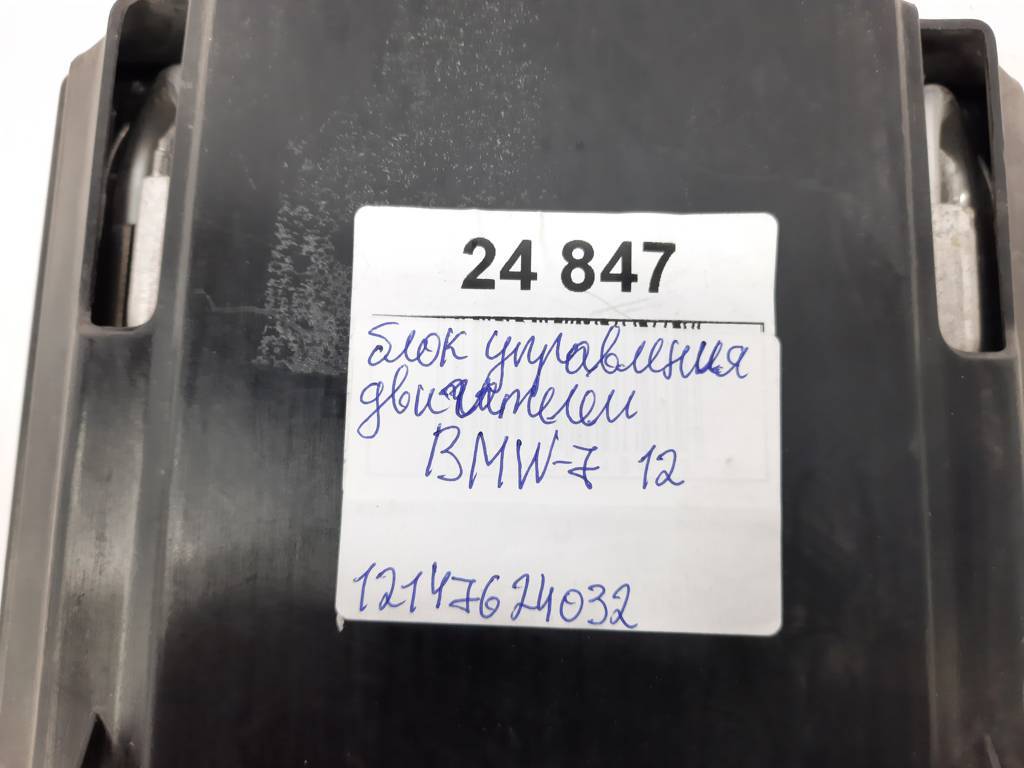 24 847
блок управления
двигателем
BMW-7 12
12147624032